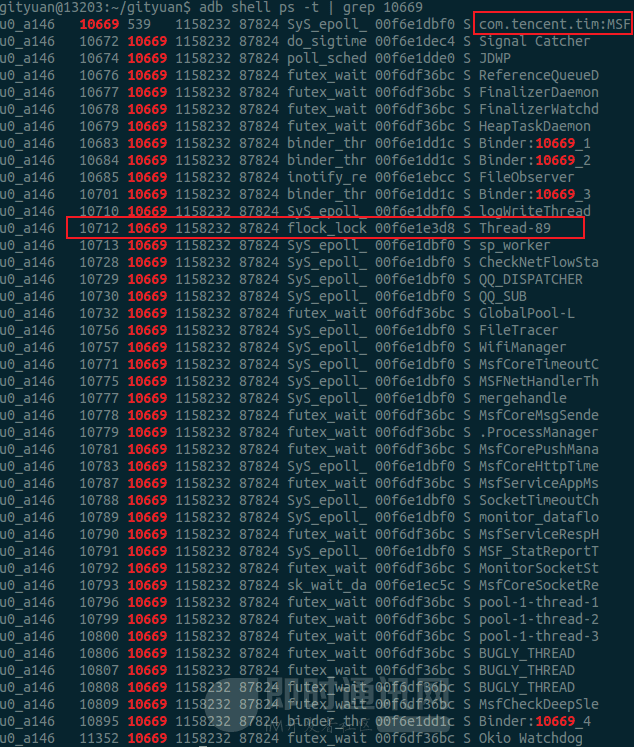 gityuan@13203:~/gityuan$ adb shell ps -t | grep 10669
u0_a146 10669 539 1158232 87824 SyS_epoll_ 00f6e1dbf0 S com.tencent.tim:MSF
u0_a146 10672 10669 1158232 87824 do_sigtime 00f6e1dec4 S Signal Catcher
u0_a146 10674 10669 1158232 87824 poll_sched 00f6e1dde0 S JDWP
u0_a146 10676 10669 1158232 87824 futex_wait 00f6df36bc S ReferenceQueueD
u0_a146 10677 10669 1158232 87824 futex_wait 00f6df36bc S FinalizerDaemon
u0_a146 10678 10669 1158232 87824 futex_wait 00f6df36bc S FinalizerWatchd
u0_a146 10679 10669 1158232 87824 futex_wait 00f6df36bc S HeapTaskDaemon
u0_a146 10683 10669 1158232 87824 binder_thr 00f6e1dd1c S Binder:10669_1
u0_a146 10684 10669 1158232 87824 binder_thr 00f6e1dd1c S Binder:10669_2
u0_a146 10685 10669 1158232 87824 inotify_re 00f6e1ebcc S FileObserver
u0_a146 10701 10669 1158232 87824 binder_thr 00f6e1dd1c S Binder:10669_3
u0_a146 10710 10669 1158232 87824 SyS_epoll_ 00f6e1dbf0 S logWriteThread
u0_a146 10712 10669 1158232 87824 flock_lock 00f6e1e3d8 S Thread-89
u0_a146 10713 10669 1158232 87824 SyS_epoll_ 00f6e1dbf0 S sp_worker
u0_a146 10728 10669 1158232 87824 SyS_epoll_ 00f6e1dbf0 S CheckNetFlowSta
u0_a146 10729 10669 1158232 87824 SyS_epoll_ 00f6e1dbf0 S QQ_DISPATCHER
u0_a146 10730 10669 1158232 87824 SyS_epoll_ 00f6e1dbf0 S QQ_SUB
u0_a146 10732 10669 1158232 87824 futex_wait 00f6df36bc S GlobalPool-L
u0_a146 10756 10669 1158232 87824 SyS_epoll_ 00f6e1dbf0 S FileTracer
u0_a146 10757 10669 1158232 87824 SyS_epoll_ 00f6e1dbf0 S WifiManager
u0_a146 10771 10669 1158232 87824 SyS_epoll_ 00f6e1dbf0 S MsfCoreTimeoutC
u0_a146 10775 10669 1158232 87824 SyS_epoll_ 00f6e1dbf0 S MSFNetHandlerTh
u0_a146 10777 10669 1158232 87824 SyS_epoll_ 00f6e1dbf0 S mergehandle
u0_a146 10778 10669 1158232 87824 futex_wait 00f6df36bc S MsfCoreMsgSende
u0_a146 10779 10669 1158232 87824 futex_wait 00f6df36bc S .ProcessManager
u0_a146 10781 10669 1158232 87824 futex_wait 00f6df36bc S MsfCorePushMana
u0_a146 10783 10669 1158232 87824 SyS_epoll_ 00f6e1dbf0 S MsfCoreHttpTime
u0_a146 10787 10669 1158232 87824 futex_wait 00f6df36bc S MsfServiceAppMs
u0_a146 10788 10669 1158232 87824 SyS_epoll_ 00f6e1dbf0 S SocketTimeoutCh
u0_a146 10789 10669 1158232 87824 SyS_epoll_ 00f6e1dbf0 S monitor_dataflo
u0_a146 10790 10669 1158232 87824 futex_wait 00f6df36bc S MsfServiceRespH
u0_a146 10791 10669 1158232 87824 SyS_epoll_ 00f6e1dbf0 S MSF_StatReportT
u0_a146 10792 10669 1158232 87824 futex_wait 00f6df36bc S MonitorSocketSt
u0_a146 10793 10669 1158232 87824 sk_wait_da 00f6e1ec5c S MsfCoreSocketRe
u0_a146 10796 10669 1158232 87824 futex_wait 00f6df36bc S pool-1-thread-1
u0_a146 10799 10669 1158232 87824 futex_wait 00f6df36bc S pool-1-thread-2
u0_a146 10800 10669 1158232 87824 futex_wait 00f6df36bc S pool-1-thread-3
u0_a146 10806 10669 1158232 87824 futex_wait 00f6df36bc S BUGLY_THREAD
u0_a146 10807 10669 1158232 87824 futex_wait 00f6df36bc S BUGLY_THREAD
u0_a146 10808 10669 1158232 87824 futex_wait 00f6df36bc S BUGLY_THREAD
u0_a146 10809 10669 1158232 87824 futex_wait 00f6df36bc S MsfCheckDeepSle
u0_a146 10895 10669 1158232 87824 binder_thr 00f6e1dd1c S Binder:10669_4
u0_a146 11352 10669 1158232 87824 futex_wait 00f6df36bc S Okio Watchdog
即时通讯网